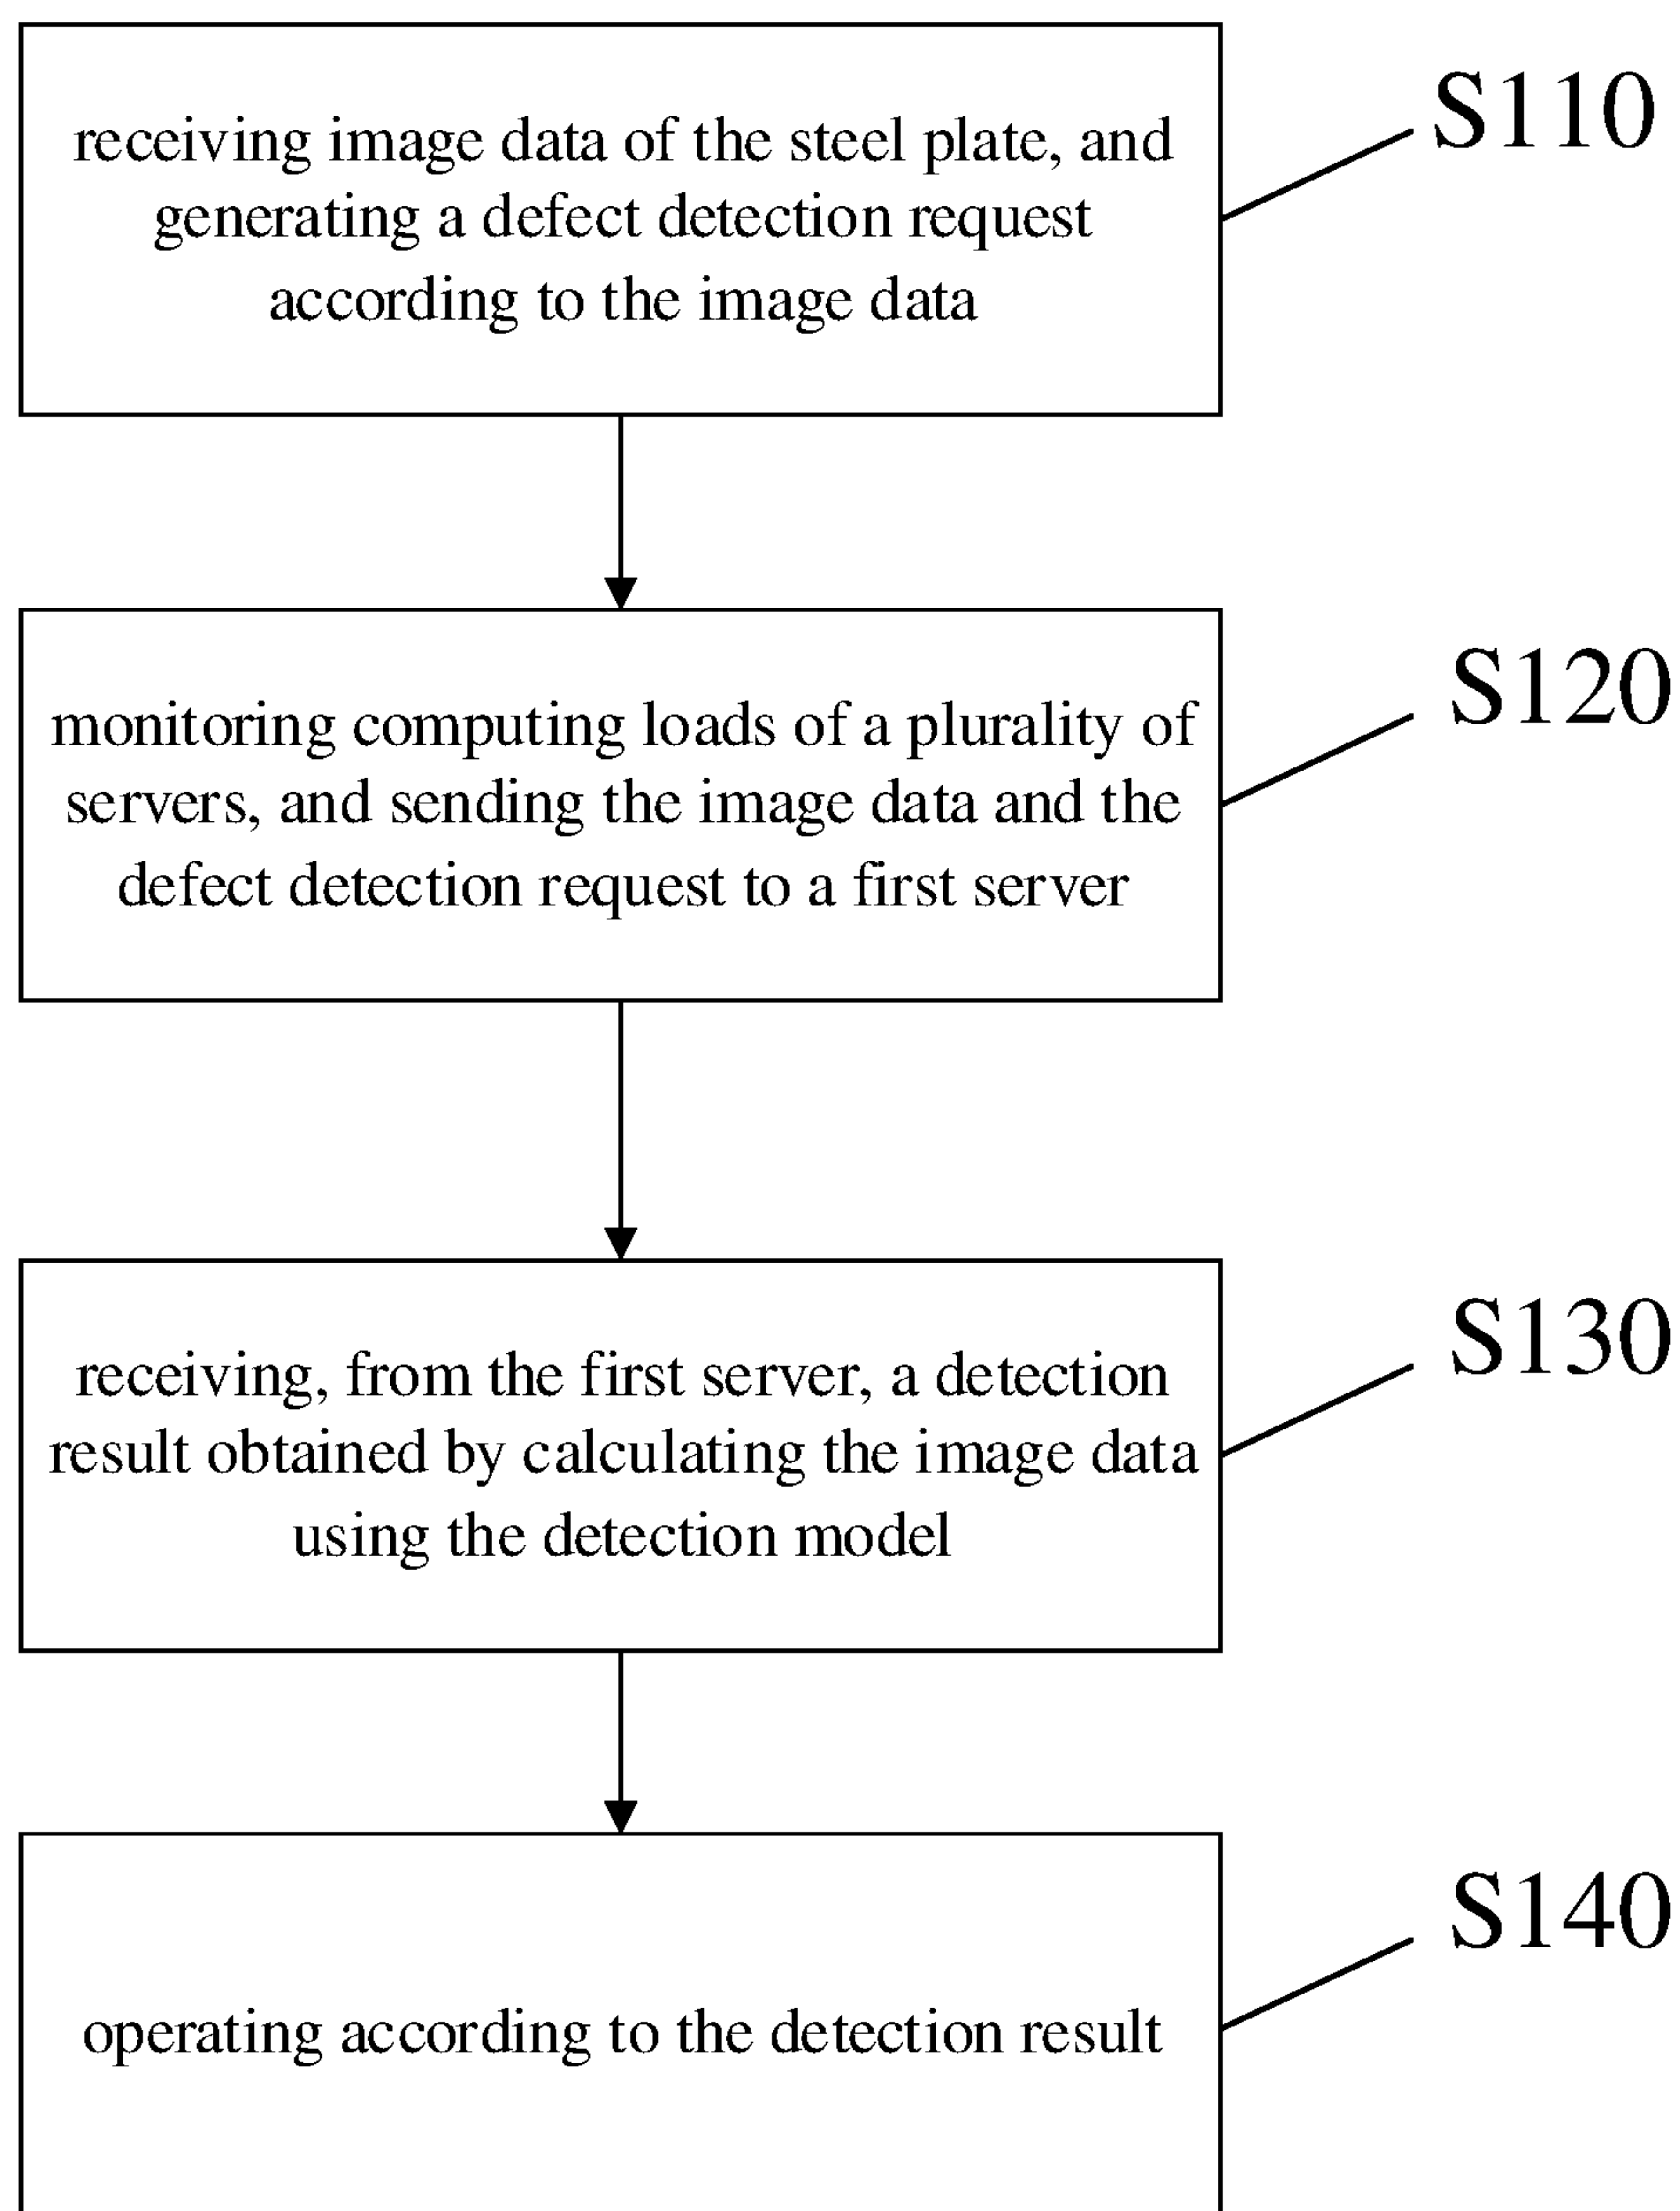 receiving image data of the steel plate, and
generating a defect detection request
according to the image data
S110
monitoring computing loads of a plurality of
servers, and sending the image data and the
defect detection request to a first server
S120
receiving, from the first server, a detection
result obtained by calculating the image data
using the detection model
S130
operating according to the detection result
S140